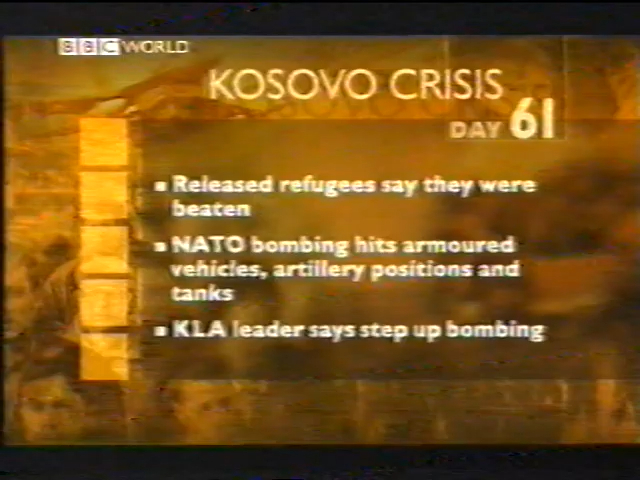 BBC WORLD
KOSOVO CRISIS
DAY 61
Released refugees say they were
beaten
NATO bombing hits armoured
vehicles, artillery positions and
tanks
KLA leader says step up bombing